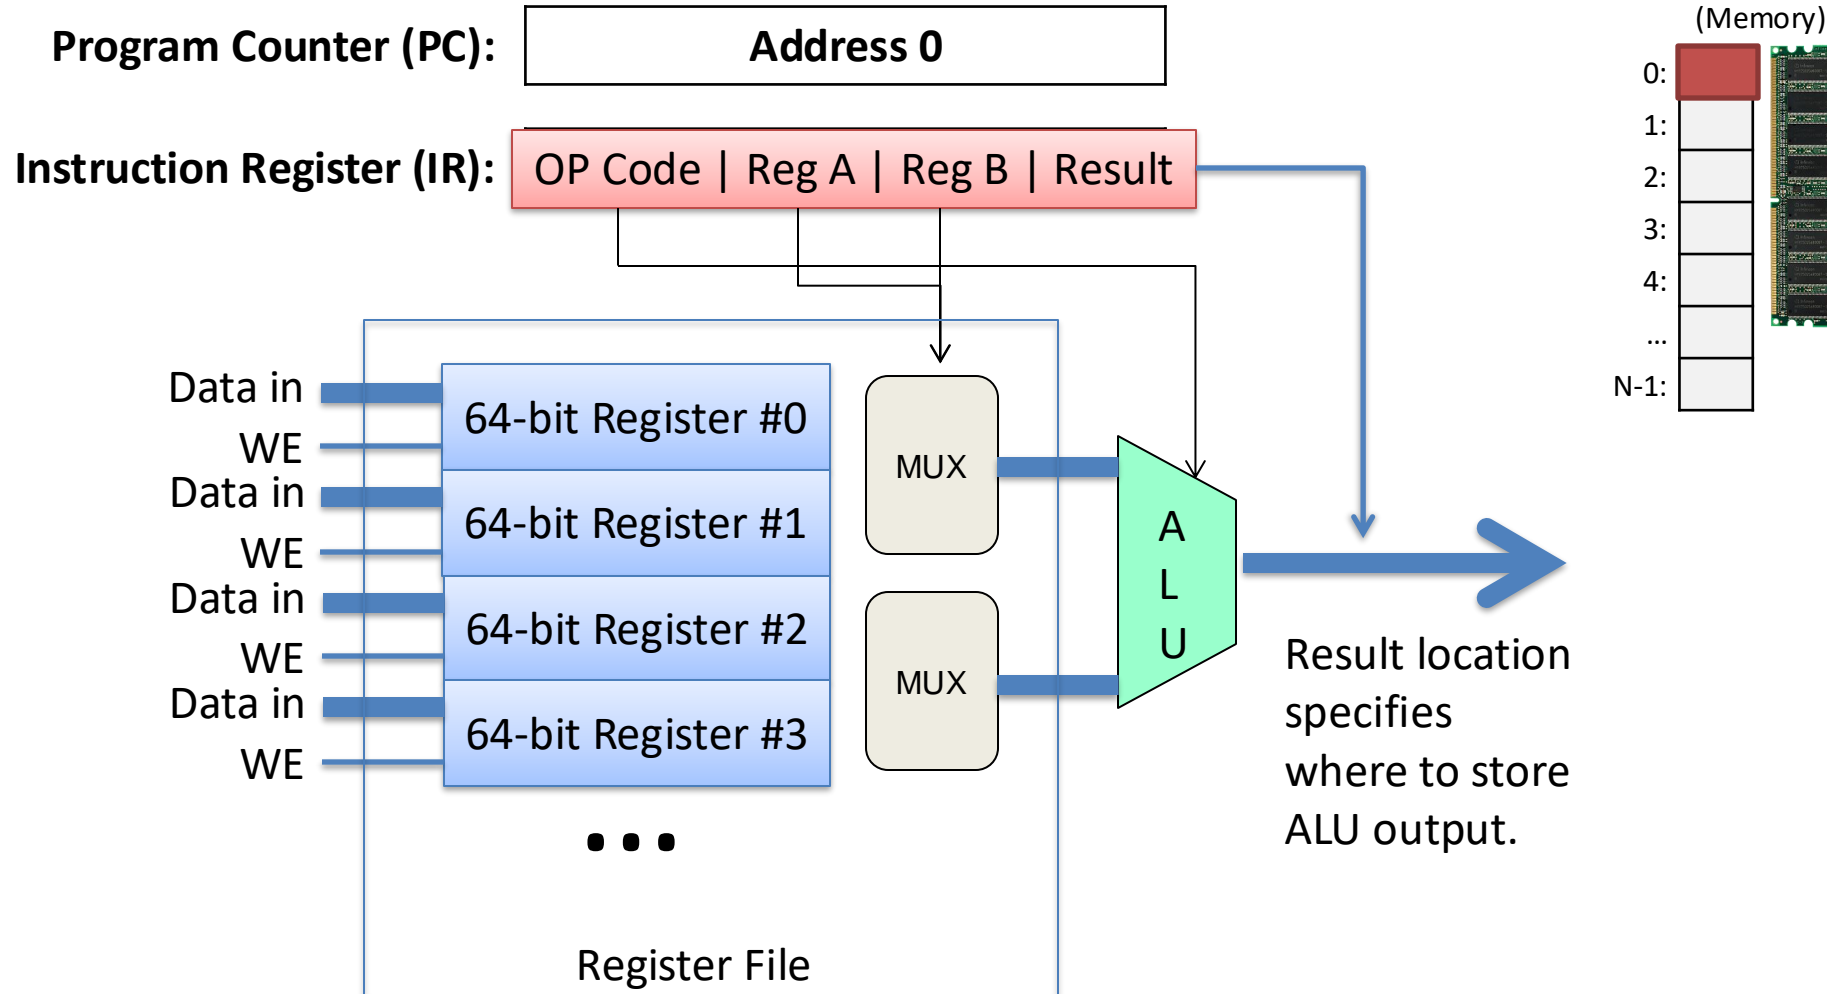 Program Counter (PC):
Address 0
(Memory)
Instruction Register (IR):
OP Code | Reg A | Reg B | Result
0:
1:
2:
3:
4:
...
N-1:
Data in
WE
64-bit Register #0
Data in
WE
64-bit Register #1
Data in
WE
64-bit Register #2
Data in
WE
64-bit Register #3
...
MUX
MUX
A
L
U
Result location
specifies
where to store
ALU output.
Register File